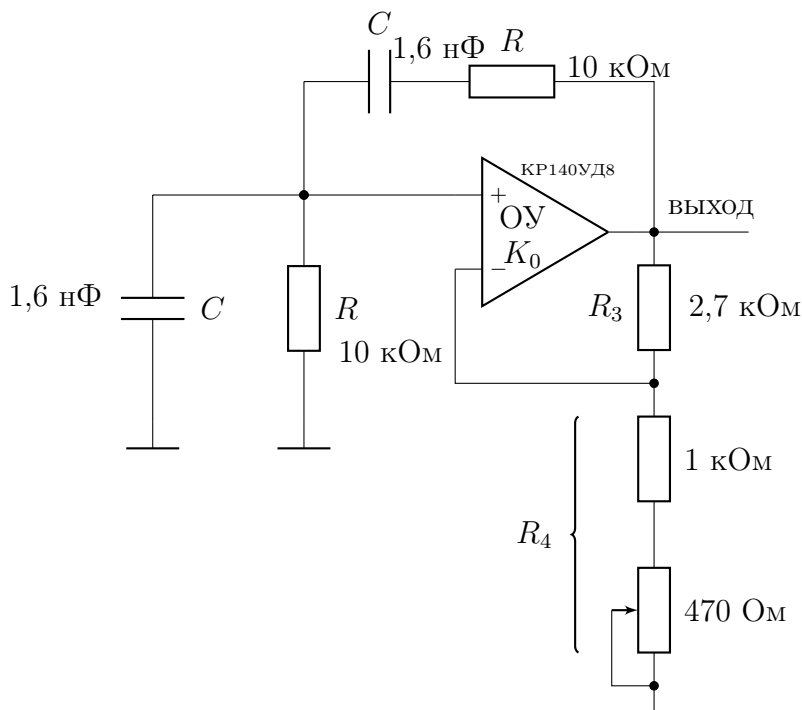 C
1,6 нФ
R
10 кОм
КР140УД8
+
ОУ
K₀
−
выход
1,6 нФ
C
R
10 кОм
R₃
2,7 кОм
1 кОм
R₄
470 Ом